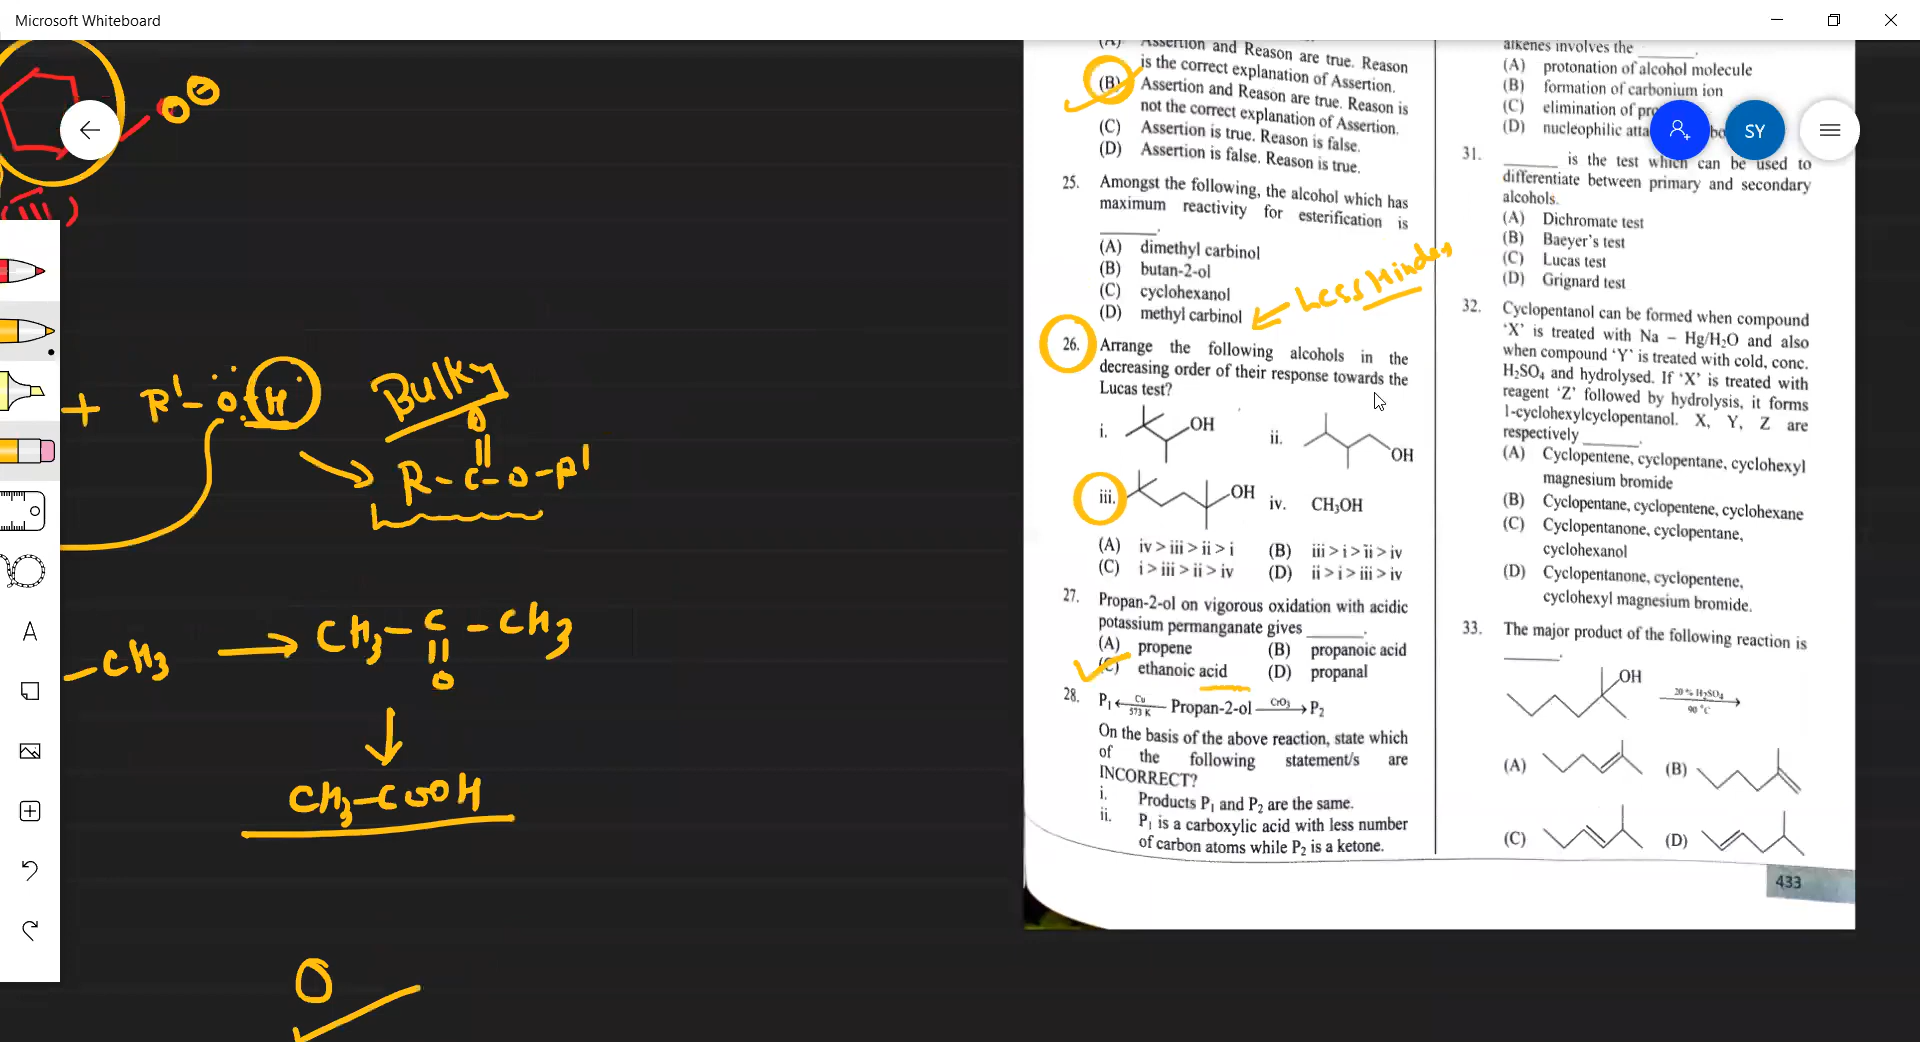 Microsoft Whiteboard
R' - O - H
Bulky
O
R - C - O - R'
- CH3 → CH3 - C - CH3
O
CH3 - COOH
O
(A) Assertion and Reason are true. Reason
is the correct explanation of Assertion.
(B) Assertion and Reason are true. Reason is
not the correct explanation of Assertion.
(C) Assertion is true. Reason is false.
(D) Assertion is false. Reason is true.
25. Amongst the following, the alcohol which has
maximum reactivity for esterification is
______.
(A) dimethyl carbinol
(B) butan-2-ol
(C) cyclohexanol
(D) methyl carbinol
Less
26. Arrange the following alcohols in the
decreasing order of their response towards the
Lucas test?
i. OH ii. OH
iii. OH iv. CH₃OH
(A) iv > iii > ii > i (B) iii > i > ii > iv
(C) i > iii > ii > iv (D) ii > i > iii > iv
27. Propan-2-ol on vigorous oxidation with acidic
potassium permanganate gives ______.
(A) propene (B) propanoic acid
(C) ethanoic acid (D) propanal
28. P₁ ← Cu 573 K Propan-2-ol CrO₃ → P₂
On the basis of the above reaction, state which
of the following statement/s are
INCORRECT?
i. Products P₁ and P₂ are the same.
ii. P₁ is a carboxylic acid with less number
of carbon atoms while P₂ is a ketone.
alkenes involves the ______.
(A) protonation of alcohol molecule
(B) formation of carbonium ion
(C) elimination of
(D) nucleophilic
SY
31. ______ is the test which can be used to
differentiate between primary and secondary
alcohols.
(A) Dichromate test
(B) Baeyer's test
(C) Lucas test
(D) Grignard test
32. Cyclopentanol can be formed when compound
'X' is treated with Na – Hg/H₂O and also
when compound 'Y' is treated with cold, conc.
H₂SO₄ and hydrolysed. If 'X' is treated with
reagent 'Z' followed by hydrolysis, it forms
1-cyclohexylcyclopentanol. X, Y, Z are
respectively ______.
(A) Cyclopentene, cyclopentane, cyclohexyl
magnesium bromide
(B) Cyclopentane, cyclopentene, cyclohexane
(C) Cyclopentanone, cyclopentane,
cyclohexanol
(D) Cyclopentanone, cyclopentene,
cyclohexyl magnesium bromide.
33. The major product of the following reaction is
______.
OH 20 % H₂SO₄
90 °C
(A) (B)
(C) (D)
433
A